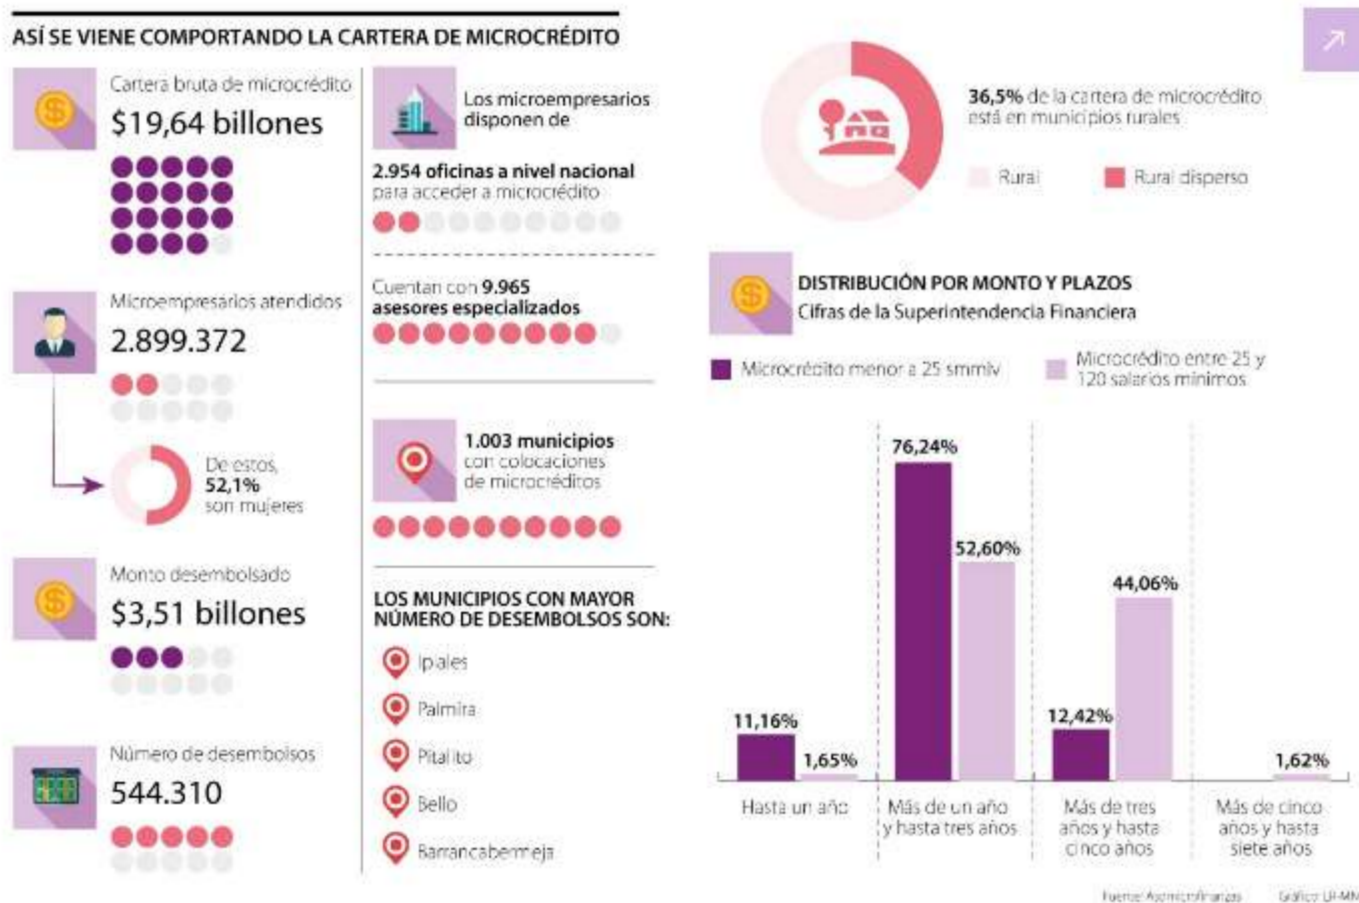 ASÍ SE VIENE COMPORTANDO LA CARTERA DE MICROCRÉDITO
Cartera bruta de microcrédito
$19,64 billones
Microempresarios atendidos
2.899.372
De estos,
52,1%
son mujeres
Monto desembolsado
$3,51 billones
Número de desembolsos
544.310
Los microempresarios
disponen de
2.954 oficinas a nivel nacional
para acceder a microcrédito
Cuentan con 9.965
asesores especializados
1.003 municipios
con colocaciones
de microcréditos
LOS MUNICIPIOS CON MAYOR
NÚMERO DE DESEMBOLSOS SON:
Ipiales
Palmira
Pitalito
Bello
Barrancabermeja
36,5% de la cartera de microcrédito
está en municipios rurales
Rural
Rural disperso
DISTRIBUCIÓN POR MONTO Y PLAZOS
Cifras de la Superintendencia Financiera
Microcrédito menor a 25 smmlv
Microcrédito entre 25 y
120 salarios mínimos
11,16%
1,65%
76,24%
52,60%
12,42%
44,06%
1,62%
Hasta un año
Más de un año
y hasta tres años
Más de tres
años y hasta
cinco años
Más de cinco
años y hasta
siete años
Fuente: Asomicrofinanzas
Gráfico: LR-MN